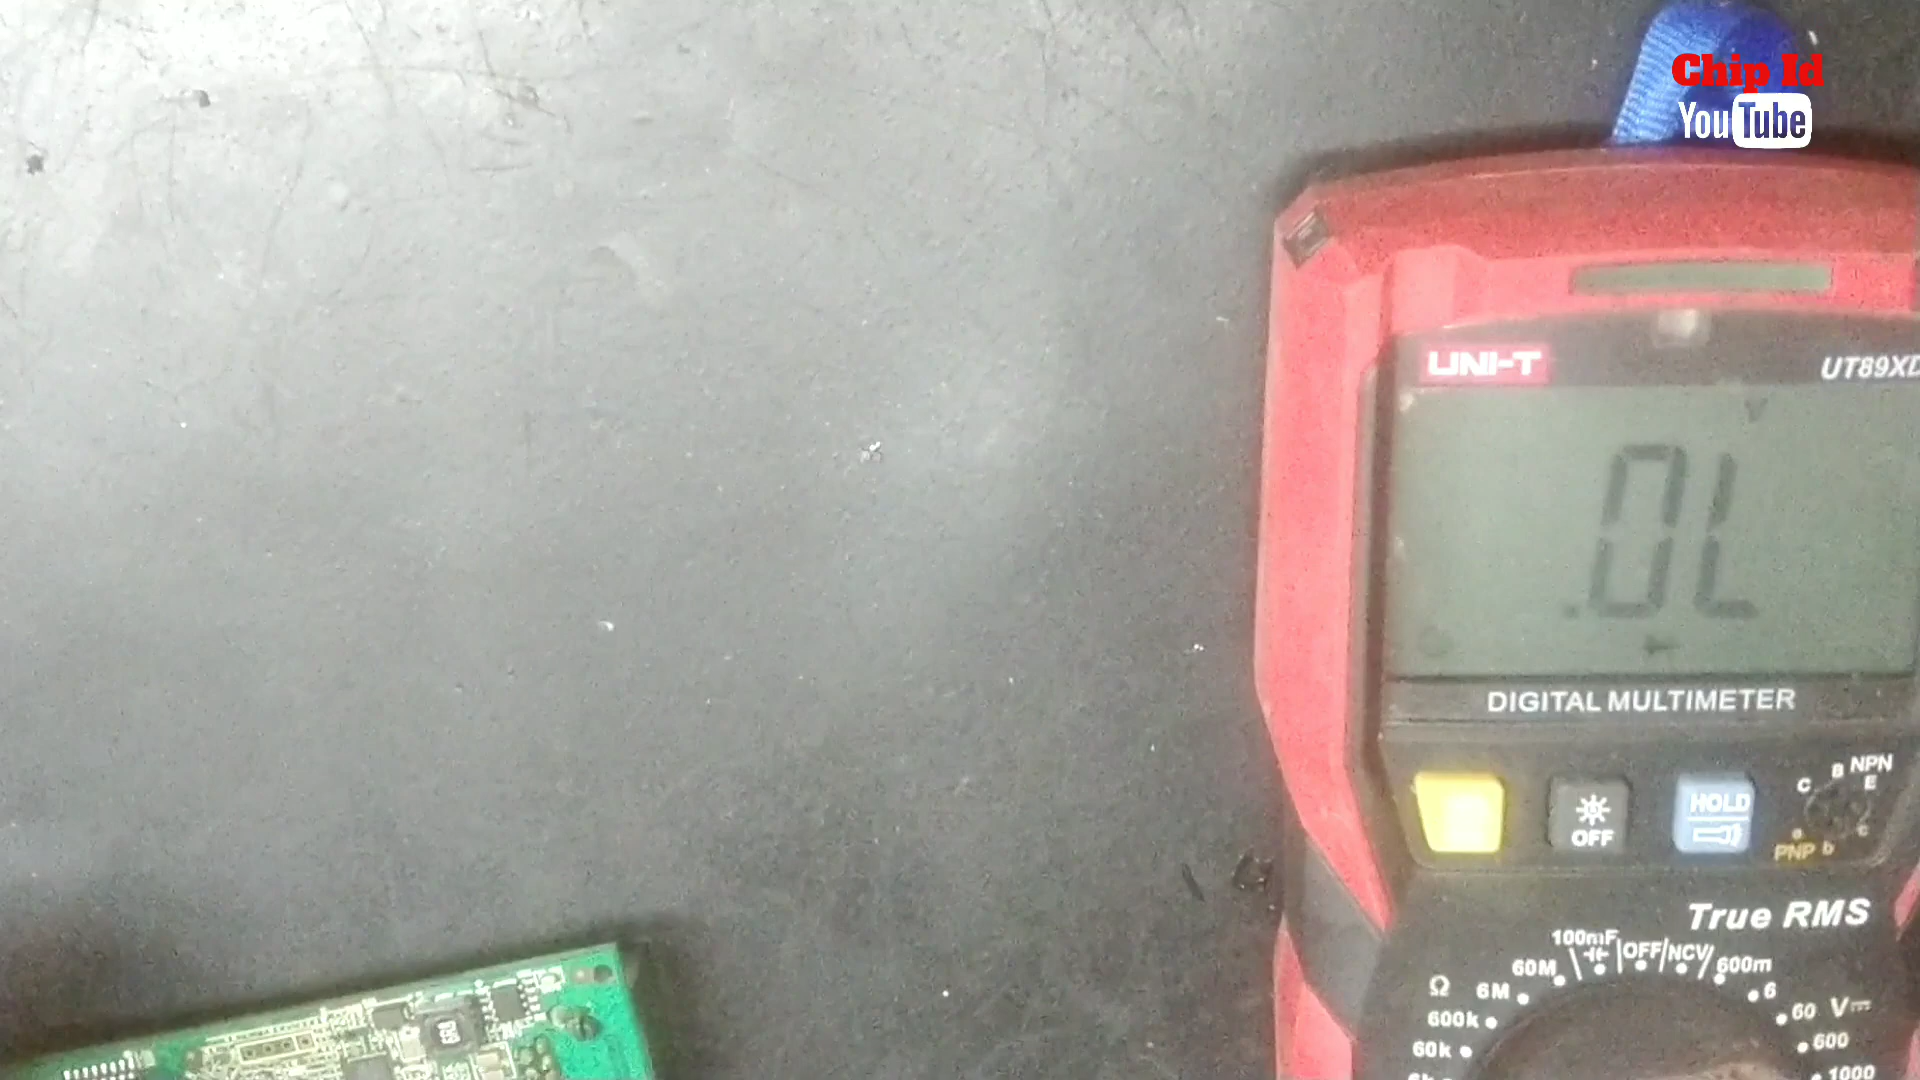 Chip Id
YouTube
UNI-T
UT89XD
V
.OL
DIGITAL MULTIMETER
OFF
HOLD
B NPN
C E
e c
PNP b
True RMS
100mF OFF NCV 600m
60M 6
Ω 6M 60 V
600k 600
60k 1000